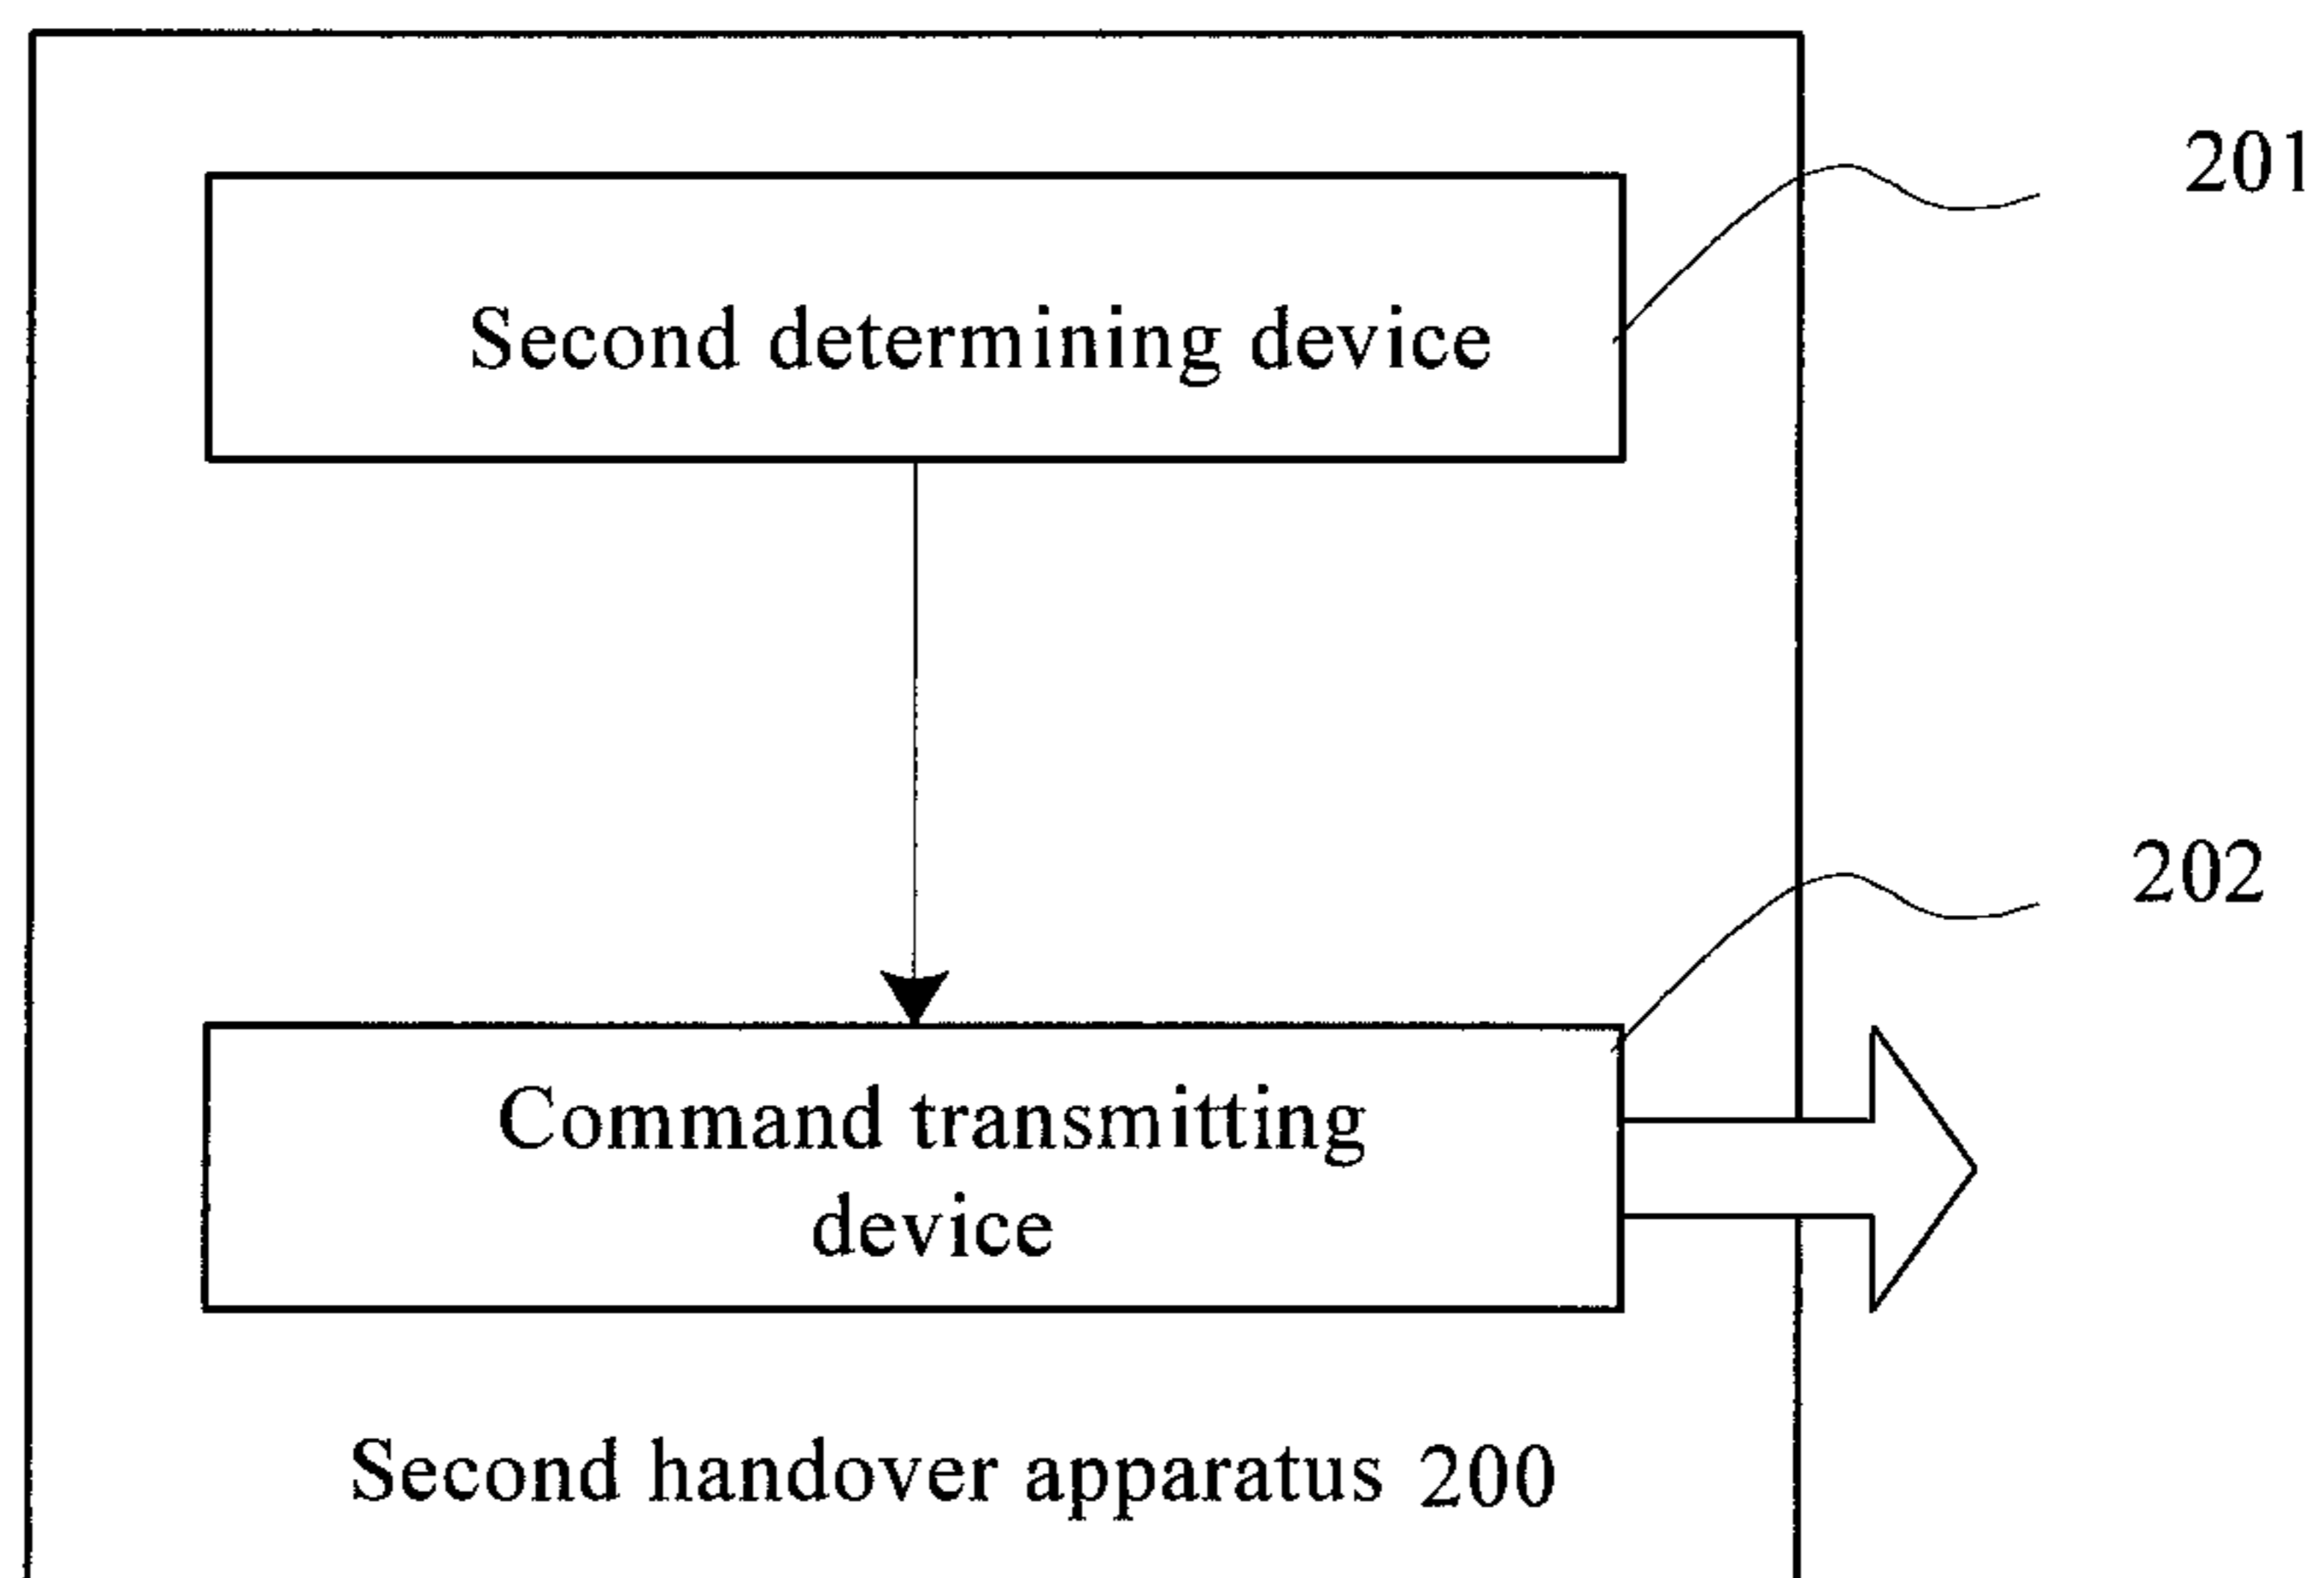 201
Second determining device
202
Command transmitting
device
Second handover apparatus 200